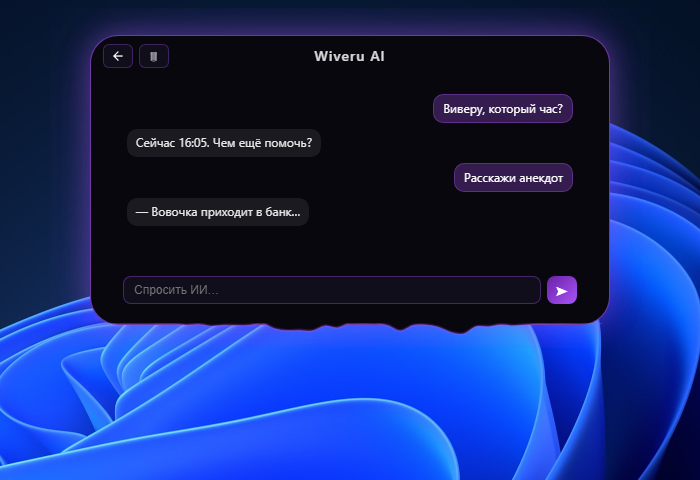 Wiveru AI
Виверу, который час?
Сейчас 16:05. Чем ещё помочь?
Расскажи анекдот
— Вовочка приходит в банк...
Спросить ИИ...